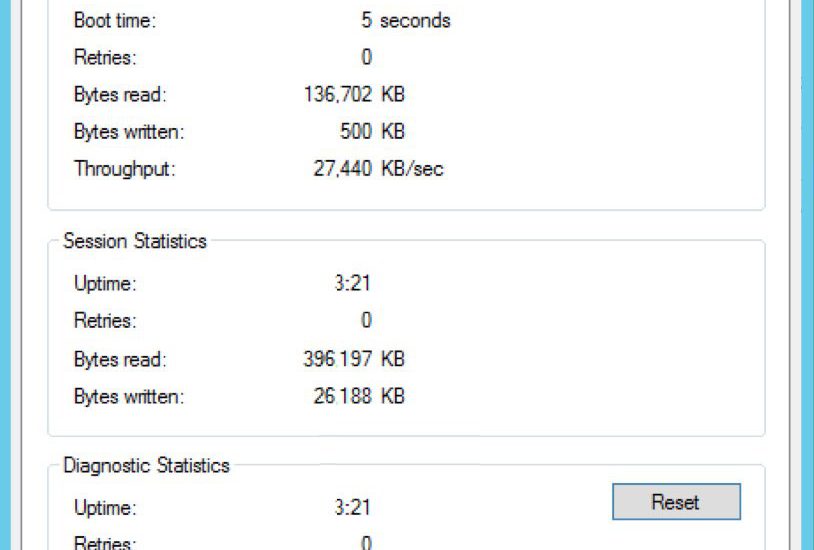 Boot time: 5 seconds
Retries: 0
Bytes read: 136,702 KB
Bytes written: 500 KB
Throughput: 27,440 KB/sec
Session Statistics
Uptime: 3:21
Retries: 0
Bytes read: 396,197 KB
Bytes written: 26,188 KB
Diagnostic Statistics
Uptime: 3:21
Reset
Retries: 0